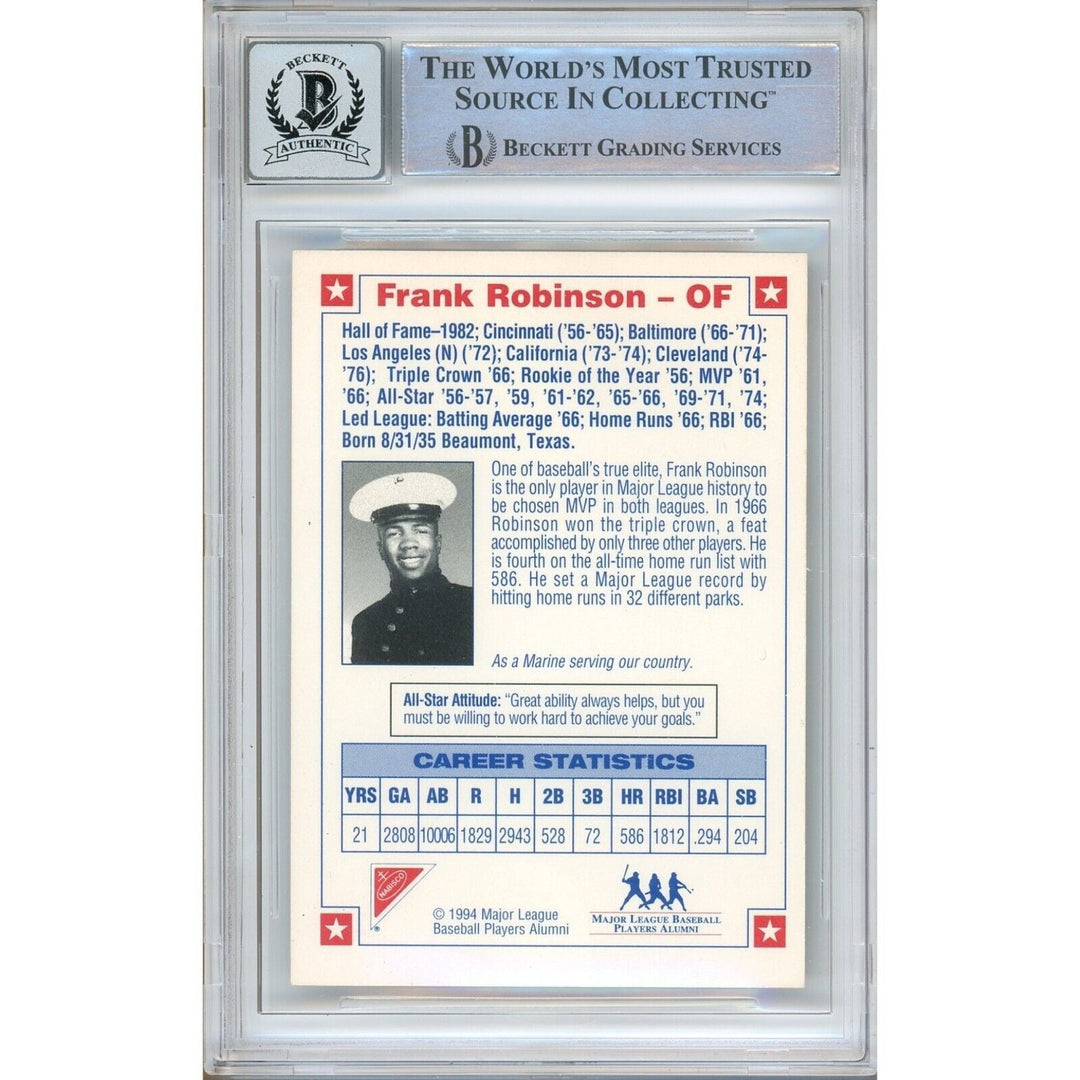 BECKETT
B
AUTHENTIC
THE WORLD'S MOST TRUSTED
SOURCE IN COLLECTING™
B BECKETT GRADING SERVICES
Frank Robinson – OF
Hall of Fame–1982; Cincinnati ('56-'65); Baltimore ('66-'71);
Los Angeles (N) ('72); California ('73-'74); Cleveland ('74-
'76); Triple Crown '66; Rookie of the Year '56; MVP '61,
'66; All-Star '56-'57, '59, '61-'62, '65-'66, '69-'71, '74;
Led League: Batting Average '66; Home Runs '66; RBI '66;
Born 8/31/35 Beaumont, Texas.
One of baseball's true elite, Frank Robinson
is the only player in Major League history to
be chosen MVP in both leagues. In 1966
Robinson won the triple crown, a feat
accomplished by only three other players. He
is fourth on the all-time home run list with
586. He set a Major League record by
hitting home runs in 32 different parks.
As a Marine serving our country.
All-Star Attitude: “Great ability always helps, but you
must be willing to work hard to achieve your goals.”
CAREER STATISTICS
YRS GA AB R H 2B 3B HR RBI BA SB
21 2808 10006 1829 2943 528 72 586 1812 .294 204
NABISCO
®
© 1994 Major League
Baseball Players Alumni
MAJOR LEAGUE BASEBALL
PLAYERS ALUMNI